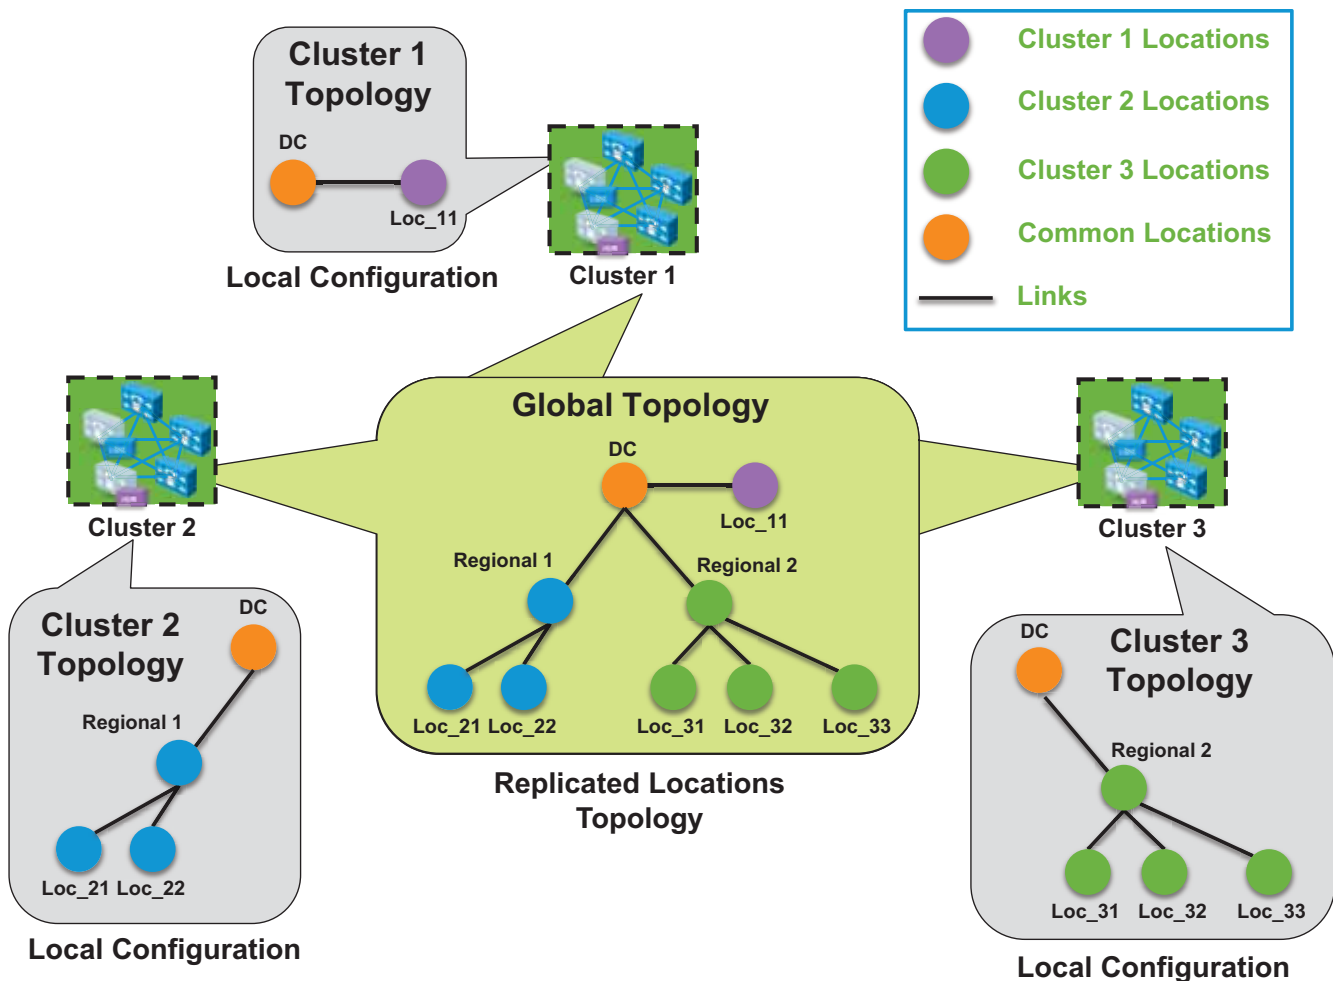 Cluster 1
Topology
DC
Loc_11
Local Configuration
Cluster 1
Cluster 1 Locations
Cluster 2 Locations
Cluster 3 Locations
Common Locations
Links
Cluster 2
Global Topology
DC
Loc_11
Regional 1
Regional 2
Loc_21
Loc_22
Loc_31
Loc_32
Loc_33
Replicated Locations
Topology
Cluster 3
Cluster 2
Topology
DC
Regional 1
Loc_21
Loc_22
Local Configuration
DC
Cluster 3
Topology
Regional 2
Loc_31
Loc_32
Loc_33
Local Configuration